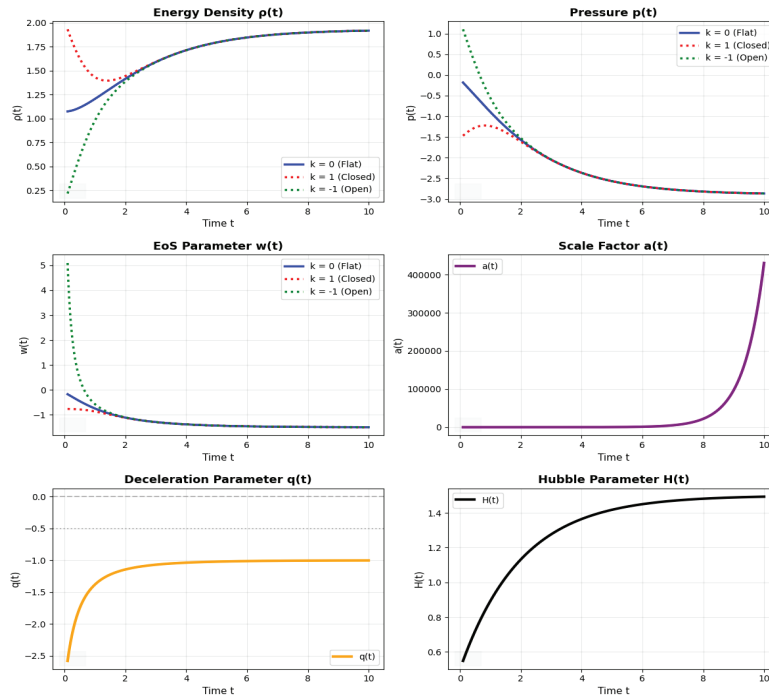 Energy Density ρ(t)
2.00
1.75
1.50
1.25
1.00
0.75
0.50
0.25
ρ(t)
k = 0 (Flat)
k = 1 (Closed)
k = -1 (Open)
0 2 4 6 8 10
Time t
Pressure p(t)
1.0
0.5
0.0
−0.5
−1.0
−1.5
−2.0
−2.5
−3.0
p(t)
k = 0 (Flat)
k = 1 (Closed)
k = -1 (Open)
0 2 4 6 8 10
Time t
EoS Parameter w(t)
5
4
3
2
1
0
−1
w(t)
k = 0 (Flat)
k = 1 (Closed)
k = -1 (Open)
0 2 4 6 8 10
Time t
Scale Factor a(t)
400000
300000
200000
100000
0
a(t)
a(t)
0 2 4 6 8 10
Time t
Deceleration Parameter q(t)
0.0
−0.5
−1.0
−1.5
−2.0
−2.5
q(t)
q(t)
0 2 4 6 8 10
Time t
Hubble Parameter H(t)
1.4
1.2
1.0
0.8
0.6
H(t)
H(t)
0 2 4 6 8 10
Time t